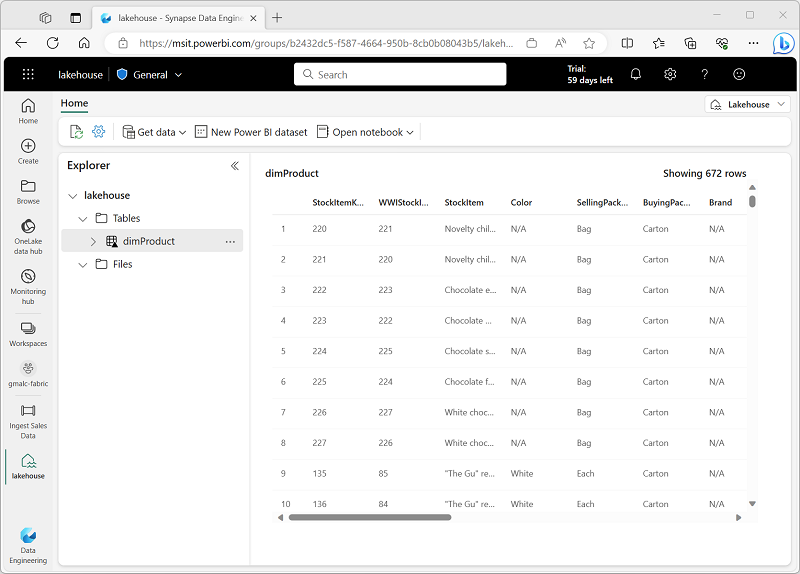 lakehouse - Synapse Data Engine
https://msit.powerbi.com/groups/b2432dc5-f587-4664-950b-8cb0b08043b5/lakeh...
lakehouse
General
Search
Trial:
59 days left
Home
Create
Browse
OneLake
data hub
Monitoring
hub
Workspaces
gmalc-fabric
Ingest Sales
Data
lakehouse
Data
Engineering
Home
Lakehouse
Get data
New Power BI dataset
Open notebook
Explorer
lakehouse
Tables
dimProduct ...
Files
dimProduct
Showing 672 rows
StockItemK... WWIStockI... StockItem Color SellingPack... BuyingPac... Brand
1 220 221 Novelty chil... N/A Bag Carton N/A
2 221 220 Novelty chil... N/A Bag Carton N/A
3 222 223 Chocolate e... N/A Bag Carton N/A
4 223 222 Chocolate ... N/A Bag Carton N/A
5 224 225 Chocolate s... N/A Bag Carton N/A
6 225 224 Chocolate f... N/A Bag Carton N/A
7 226 227 White choc... N/A Bag Carton N/A
8 227 226 White choc... N/A Bag Carton N/A
9 135 85 "The Gu" re... White Each Carton N/A
10 136 84 "The Gu" re... White Each Carton N/A